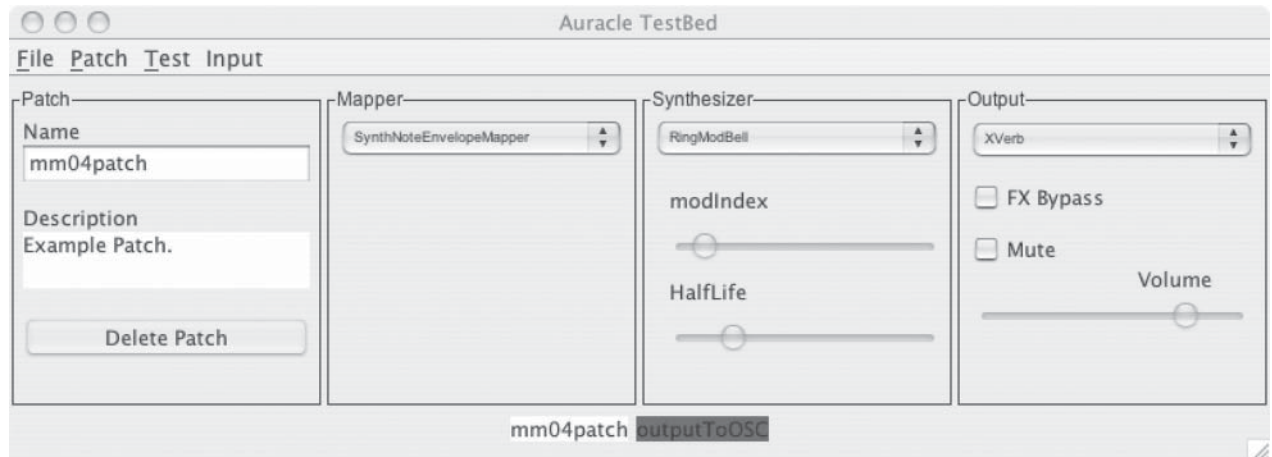 Auracle TestBed
File Patch Test Input
Patch
Name
mm04patch
Description
Example Patch.
Delete Patch
Mapper
SynthNoteEnvelopeMapper
Synthesizer
RingModBell
modIndex
HalfLife
Output
XVerb
FX Bypass
Mute
Volume
mm04patch outputToOSC